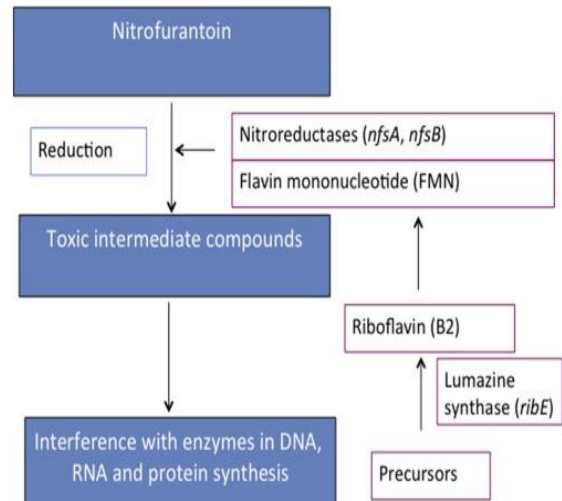 Nitrofurantoin
Reduction
Nitroreductases (nfsA, nfsB)
Flavin mononucleotide (FMN)
Toxic intermediate compounds
Riboflavin (B2)
Lumazine
synthase (ribE)
Interference with enzymes in DNA,
RNA and protein synthesis
Precursors